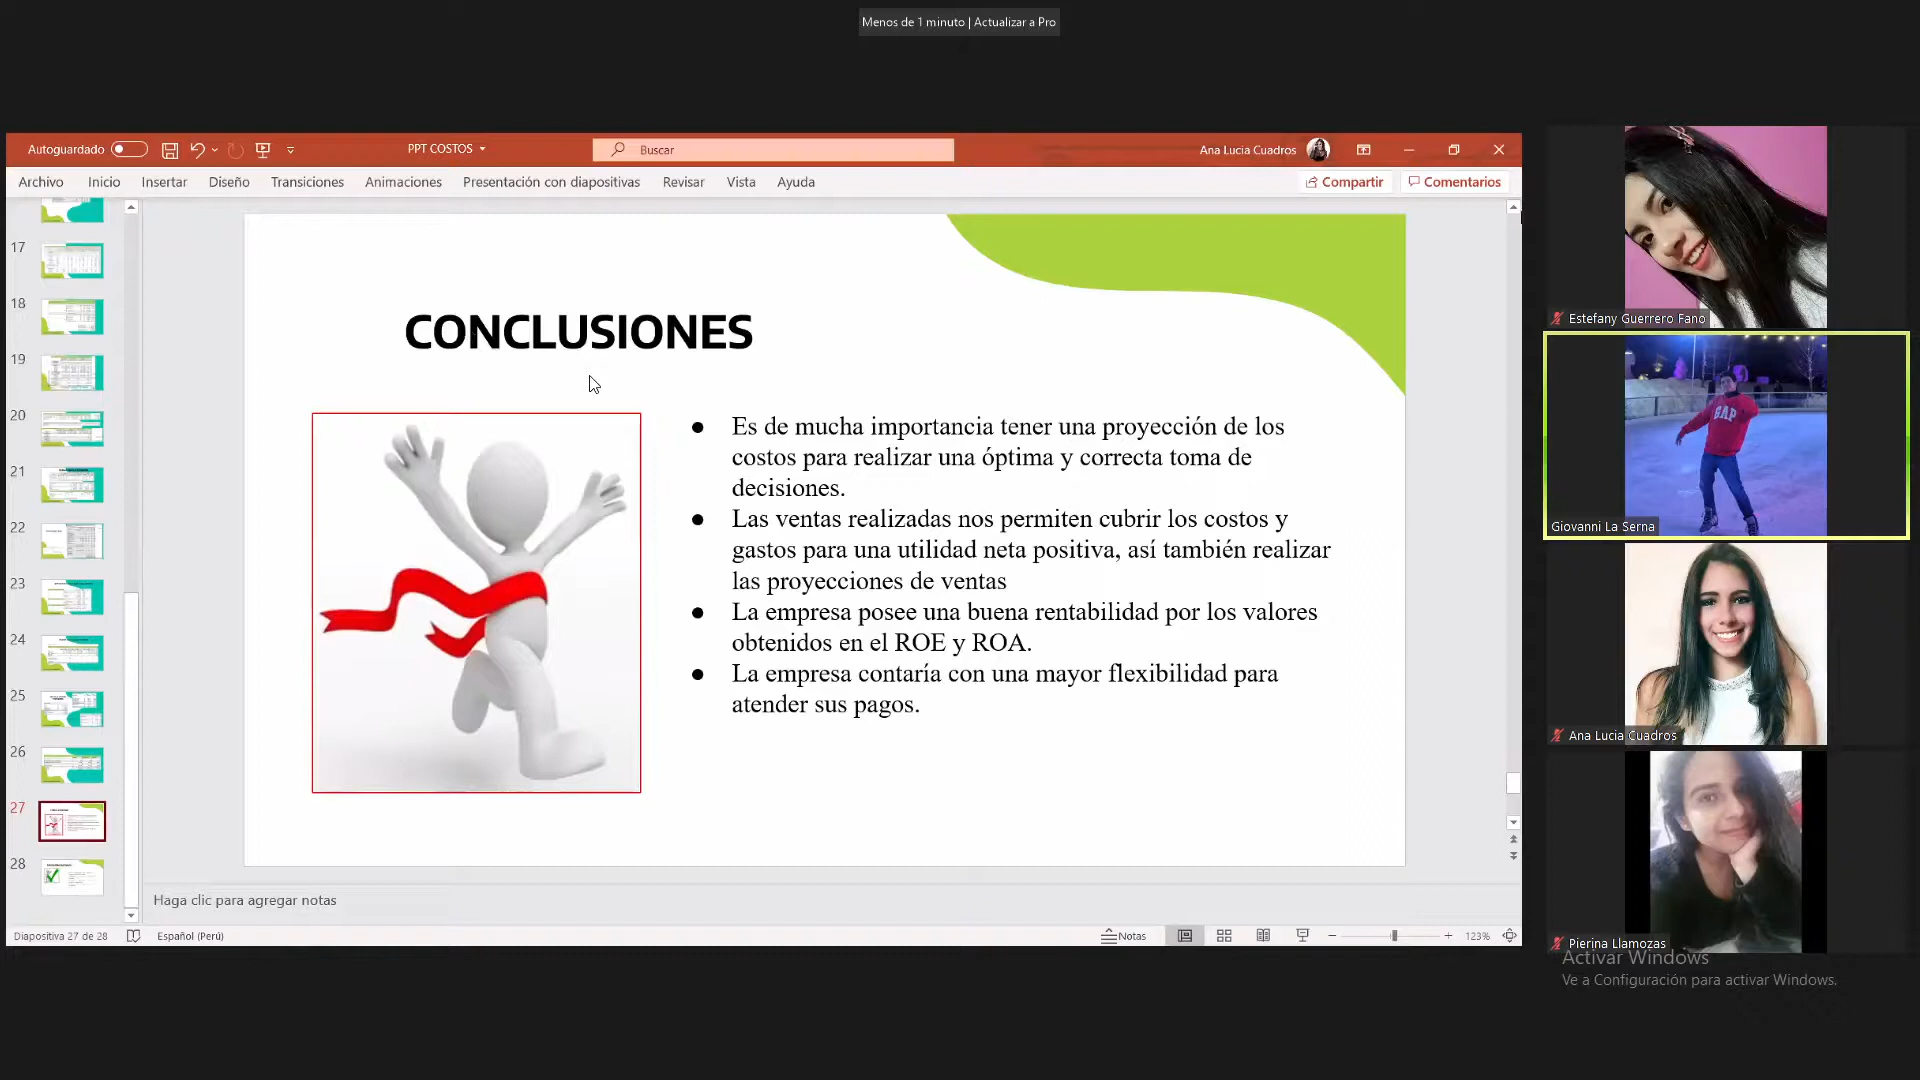 Menos de 1 minuto | Actualizar a Pro
Autoguardado
PPT COSTOS
Buscar
Ana Lucia Cuadros
Archivo
Inicio
Insertar
Diseño
Transiciones
Animaciones
Presentación con diapositivas
Revisar
Vista
Ayuda
Compartir
Comentarios
17
18
19
20
21
22
23
24
25
26
27
28
CONCLUSIONES
● Es de mucha importancia tener una proyección de los
costos para realizar una óptima y correcta toma de
decisiones.
● Las ventas realizadas nos permiten cubrir los costos y
gastos para una utilidad neta positiva, así también realizar
las proyecciones de ventas
● La empresa posee una buena rentabilidad por los valores
obtenidos en el ROE y ROA.
● La empresa contaría con una mayor flexibilidad para
atender sus pagos.
Haga clic para agregar notas
Diapositiva 27 de 28
Español (Perú)
Notas
123%
Estefany Guerrero Fano
GAP
Giovanni La Serna
Ana Lucia Cuadros
Pierina Llamozas
Activar Windows
Ve a Configuración para activar Windows.